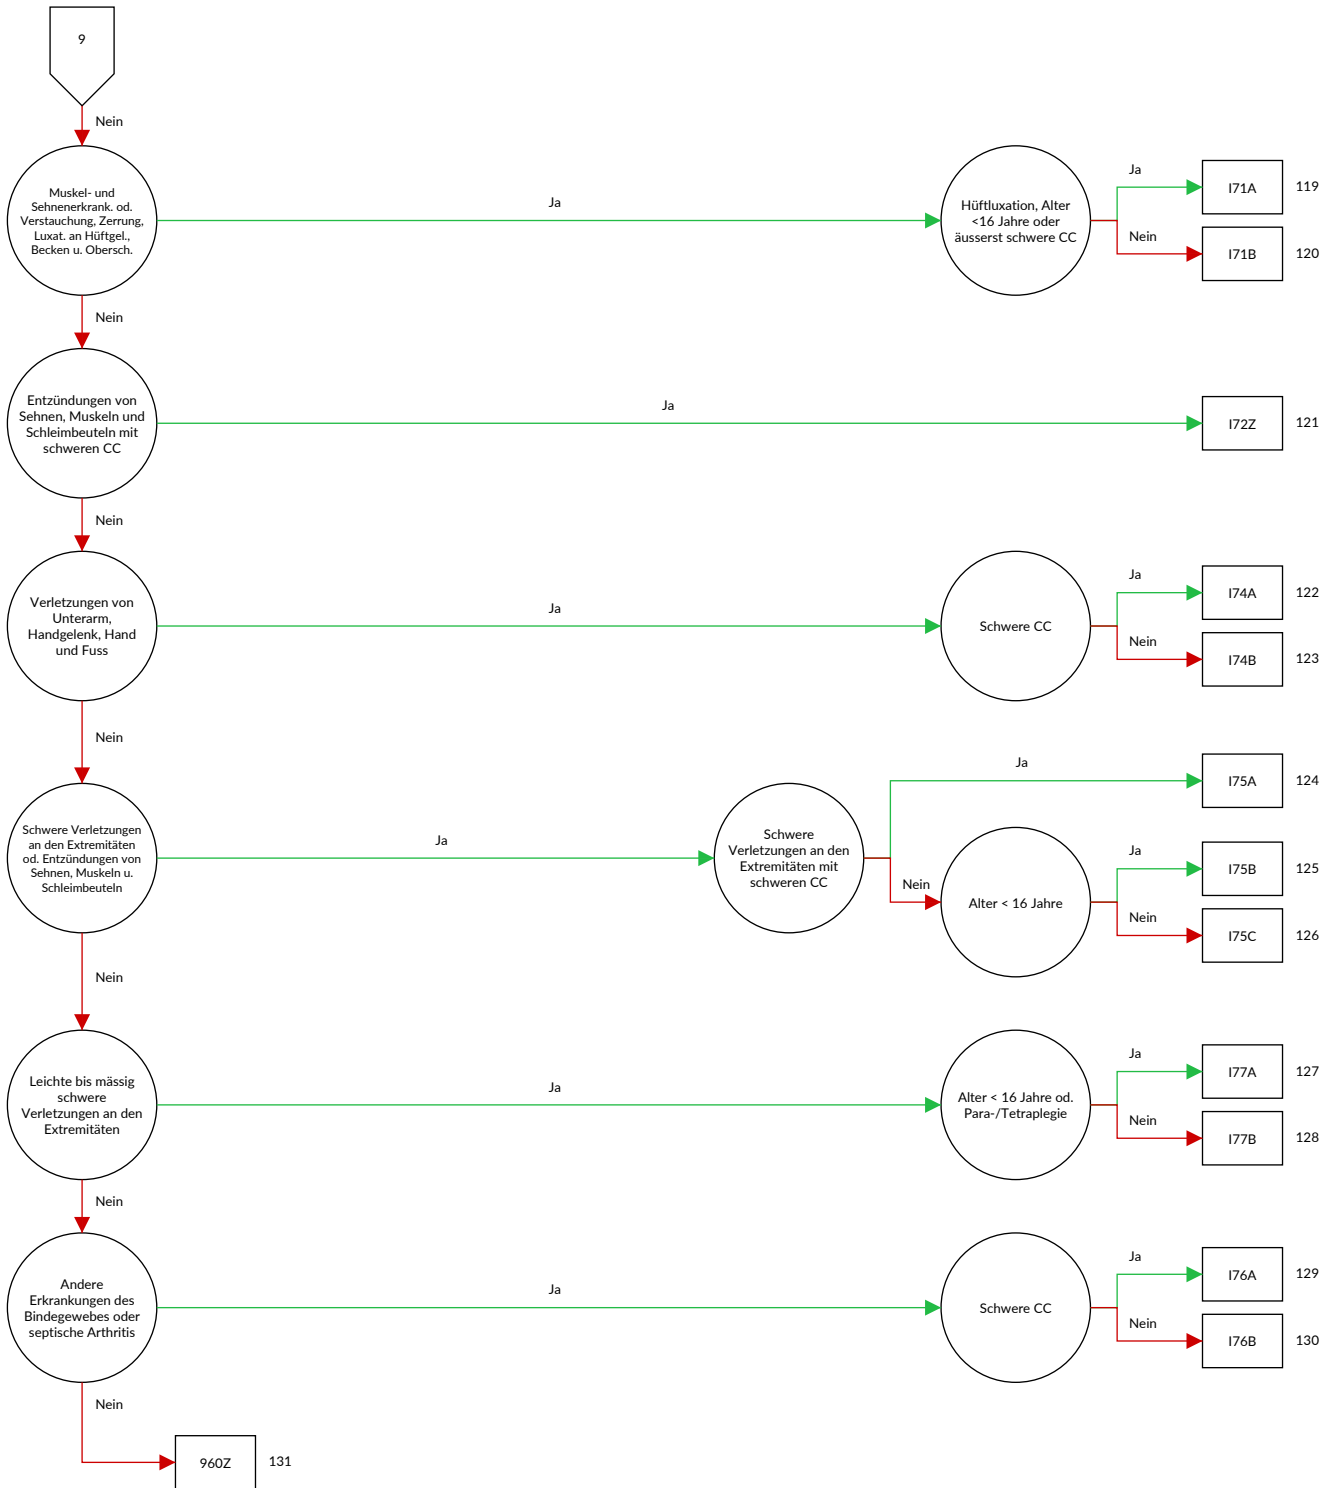 9
Nein
Muskel- und
Sehnenerkrank. od.
Verstauchung, Zerrung,
Luxat. an Hüftgel.,
Becken u. Obersch.
Ja
Hüftluxation, Alter
<16 Jahre oder
äusserst schwere CC
Ja
I71A
119
Nein
I71B
120
Nein
Entzündungen von
Sehnen, Muskeln und
Schleimbeuteln mit
schweren CC
Ja
I72Z
121
Nein
Verletzungen von
Unterarm,
Handgelenk, Hand
und Fuss
Ja
Schwere CC
Ja
I74A
122
Nein
I74B
123
Nein
Schwere Verletzungen
an den Extremitäten
od. Entzündungen von
Sehnen, Muskeln u.
Schleimbeuteln
Ja
Schwere
Verletzungen an den
Extremitäten mit
schweren CC
Ja
I75A
124
Nein
Alter < 16 Jahre
Ja
I75B
125
Nein
I75C
126
Nein
Leichte bis mässig
schwere
Verletzungen an den
Extremitäten
Ja
Alter < 16 Jahre od.
Para-/Tetraplegie
Ja
I77A
127
Nein
I77B
128
Nein
Andere
Erkrankungen des
Bindegewebes oder
septische Arthritis
Ja
Schwere CC
Ja
I76A
129
Nein
I76B
130
Nein
960Z
131